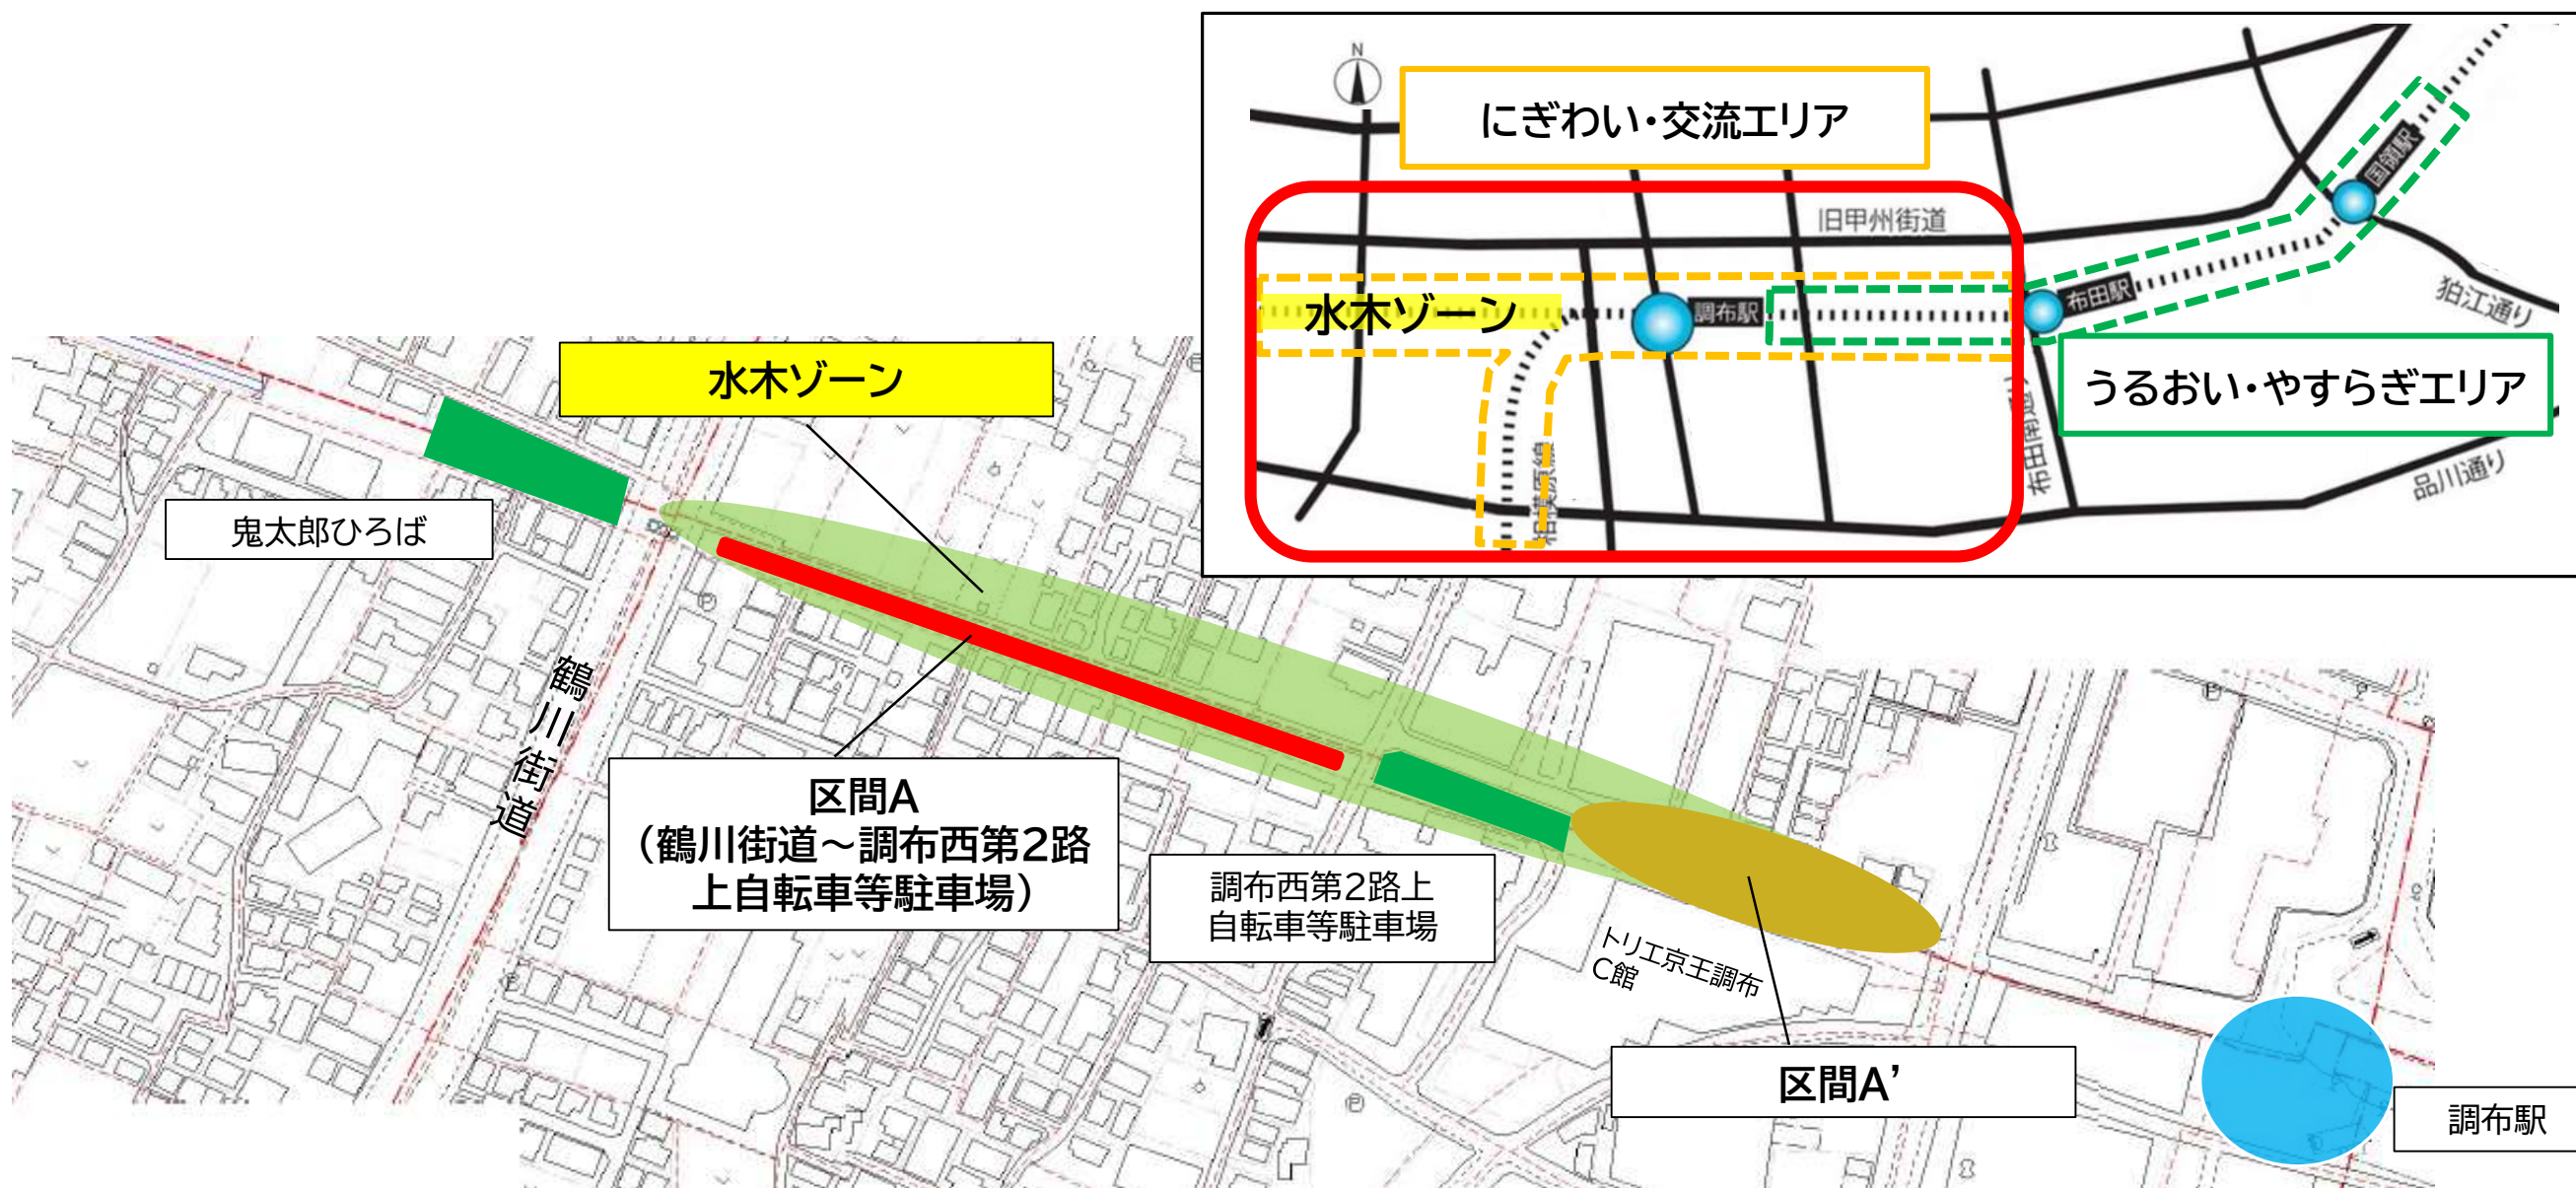 N
にぎわい・交流エリア
国領駅
旧甲州街道
水木ゾーン
調布駅
布田駅
狛江通り
うるおい・やすらぎエリア
相模原線
品川通り
水木ゾーン
鬼太郎ひろば
鶴川街道
区間A
（鶴川街道～調布西第2路
上自転車等駐車場）
調布西第2路上
自転車等駐車場
トリエ京王調布
C館
区間A’
調布駅